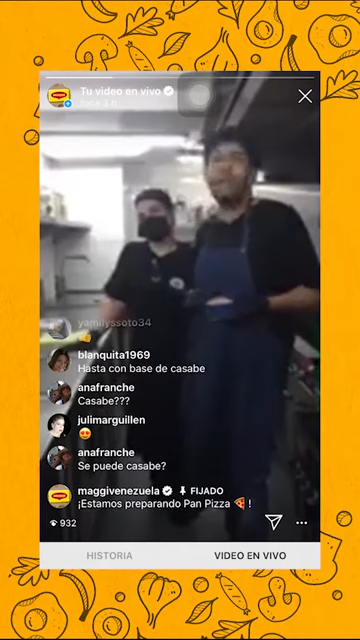 Tu video en vivo
hace 3 h
yamilyssoto34
blanquita1969
Hasta con base de casabe
anafranche
Casabe???
julimarguillen
anafranche
Se puede casabe?
maggivenezuela FIJADO
¡Estamos preparando Pan Pizza 🍕 !
932
HISTORIA
VIDEO EN VIVO